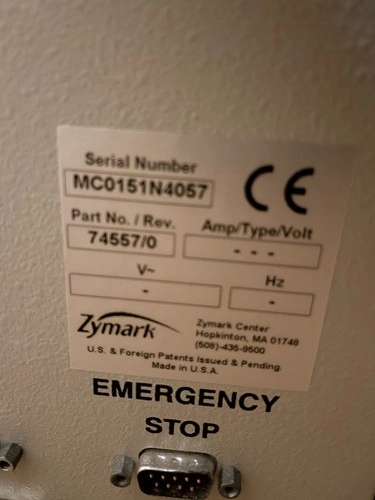 Serial Number
MC0151N4057
CE
Part No. / Rev.
74557/0
Amp/Type/Volt
- - -
V~
-
Hz
-
Zymark
Zymark Center
Hopkinton, MA 01748
(508)-435-9500
U.S. & Foreign Patents Issued & Pending.
Made in U.S.A.
EMERGENCY
STOP